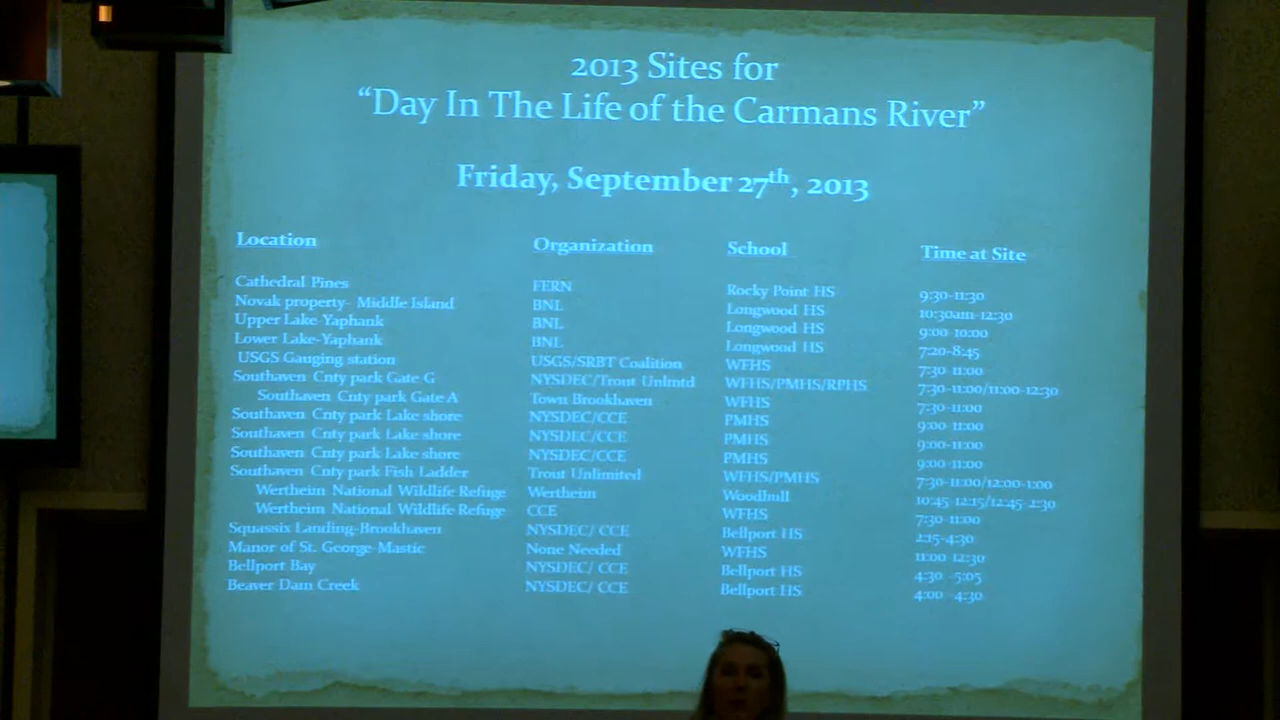 2013 Sites for
“Day In The Life of the Carmans River”
Friday, September 27th, 2013
Location Organization School Time at Site
Cathedral Pines FERN Rocky Point HS 9:30-11:30
Novak property- Middle Island BNL Longwood HS 10:30am-12:30
Upper Lake-Yaphank BNL Longwood HS 9:00-10:00
Lower Lake-Yaphank BNL Longwood HS 7:20-8:45
USGS Gauging station USGS/SRBT Coalition WFHS 7:30-11:00
Southaven Cnty park Gate G NYSDEC/Trout Unlmtd WFHS/PMHS/RPHS 7:30-11:00/11:00-12:30
Southaven Cnty park Gate A Town Brookhaven WFHS 7:30-11:00
Southaven Cnty park Lake shore NYSDEC/CCE PMHS 9:00-11:00
Southaven Cnty park Lake shore NYSDEC/CCE PMHS 9:00-11:00
Southaven Cnty park Lake shore NYSDEC/CCE PMHS 9:00-11:00
Southaven Cnty park Fish Ladder Trout Unlimited WFHS/PMHS 7:30-11:00/12:00-1:00
Wertheim National Wildlife Refuge Wertheim Woodhull 10:45-12:15/12:45-2:30
Wertheim National Wildlife Refuge CCE WFHS 7:30-11:00
Squassix Landing-Brookhaven NYSDEC/ CCE Bellport HS 2:15-4:30
Manor of St. George-Mastic None Needed WFHS 11:00-12:30
Bellport Bay NYSDEC/ CCE Bellport HS 4:30 -5:05
Beaver Dam Creek NYSDEC/ CCE Bellport HS 4:00 -4:30